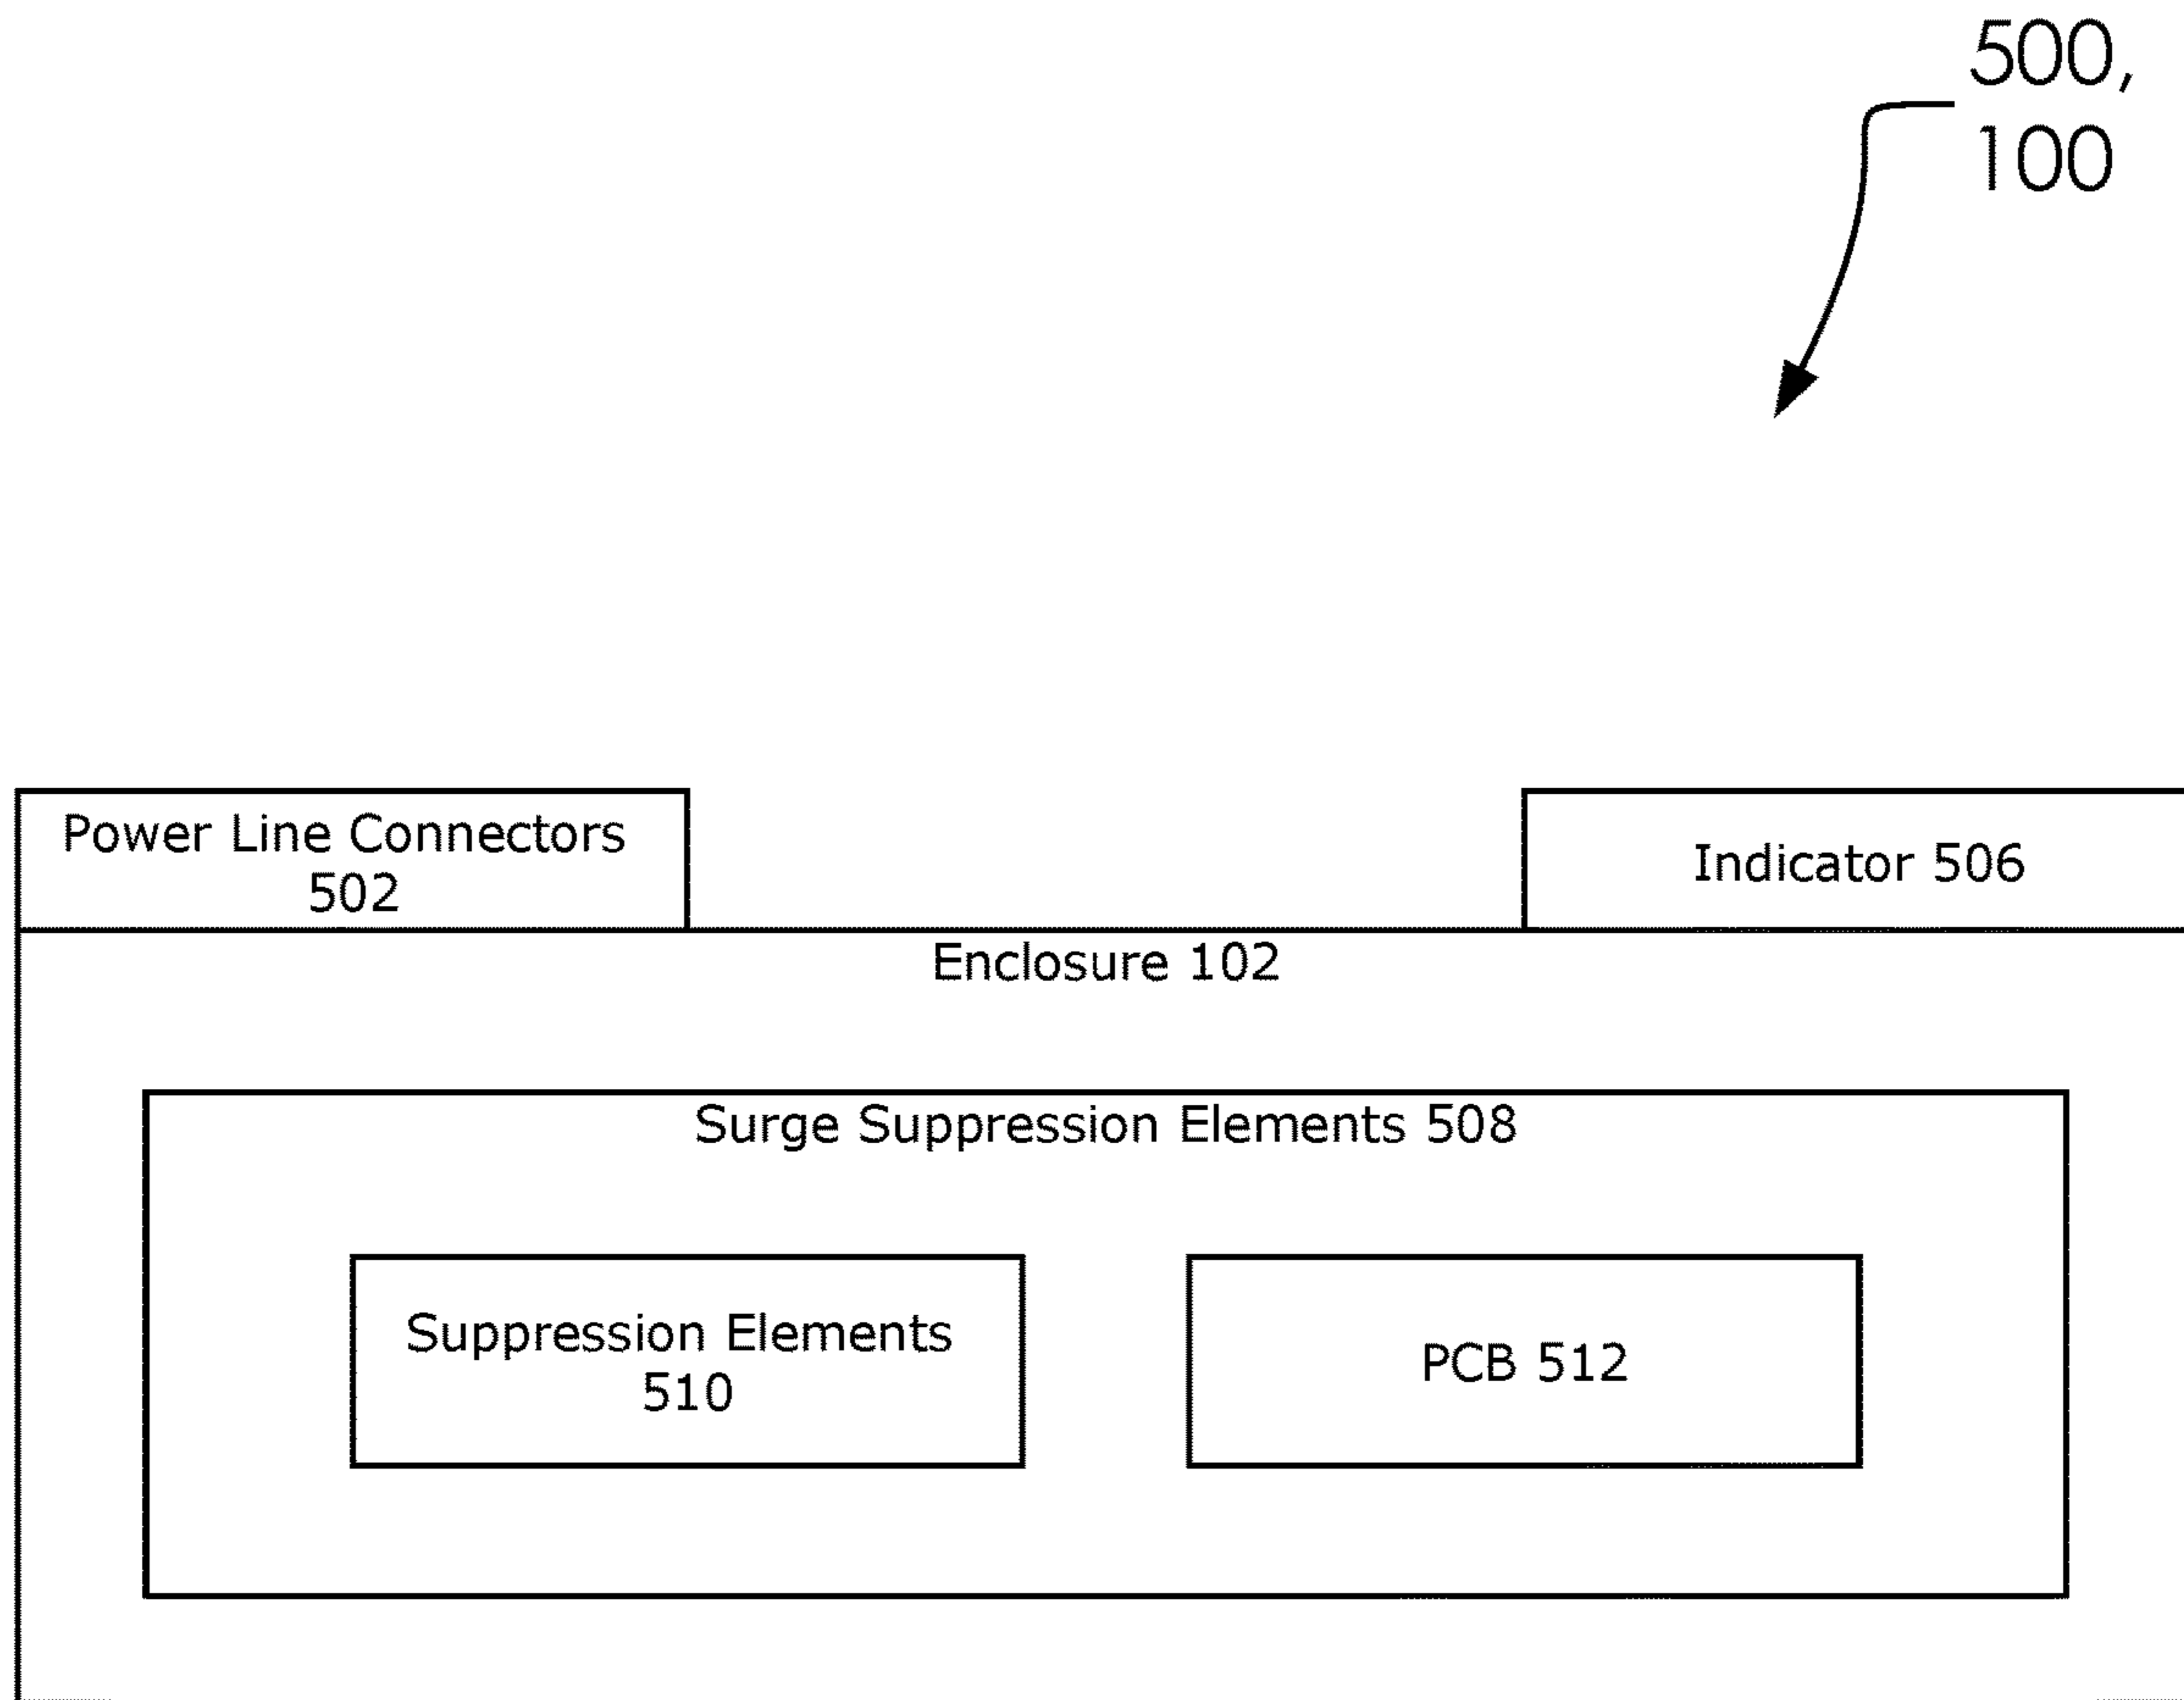 500,
100
Power Line Connectors
502
Indicator 506
Enclosure 102
Surge Suppression Elements 508
Suppression Elements
510
PCB 512